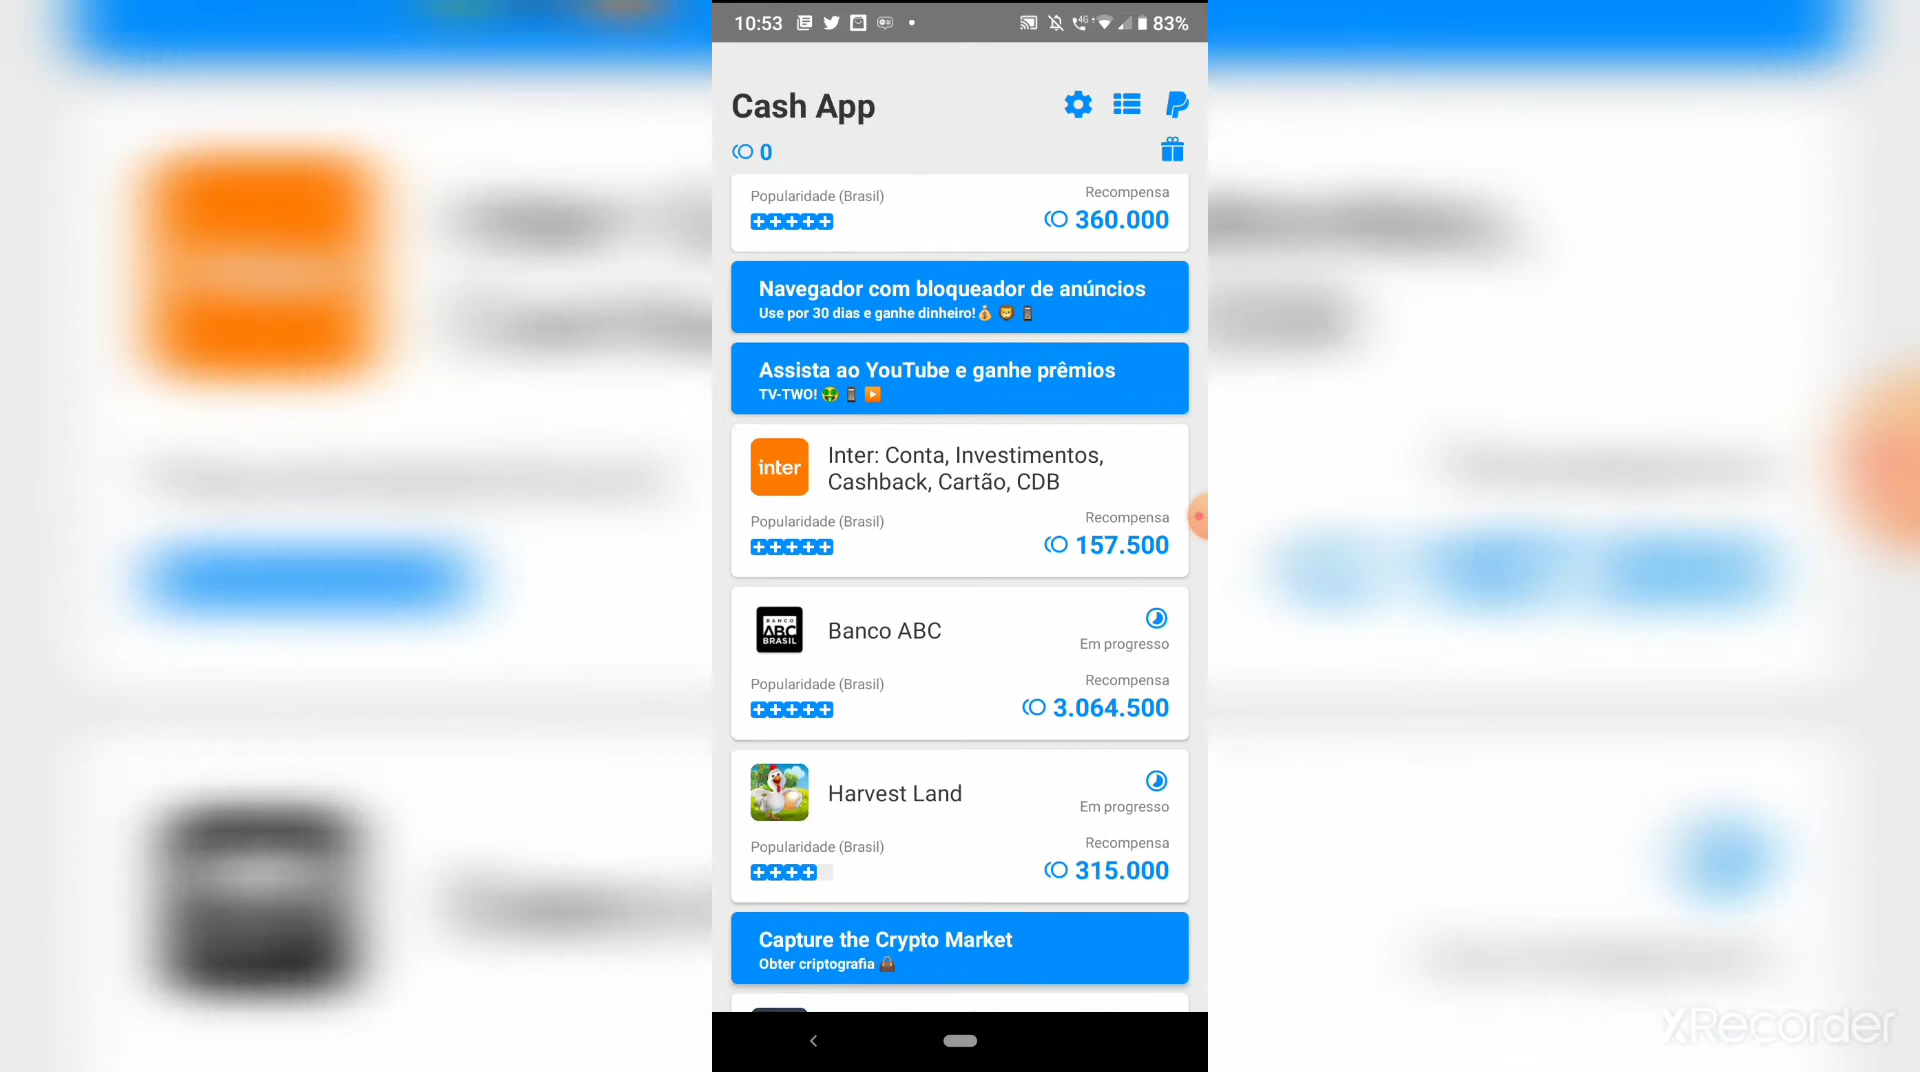 10:53
4G
83%
Cash App
0
Popularidade (Brasil)
Recompensa
360.000
Navegador com bloqueador de anúncios
Use por 30 dias e ganhe dinheiro!
Assista ao YouTube e ganhe prêmios
TV-TWO!
inter
Inter: Conta, Investimentos,
Cashback, Cartão, CDB
Popularidade (Brasil)
Recompensa
157.500
BANCO
ABC
BRASIL
Banco ABC
Em progresso
Popularidade (Brasil)
Recompensa
3.064.500
Harvest Land
Em progresso
Popularidade (Brasil)
Recompensa
315.000
Capture the Crypto Market
Obter criptografia
XRecorder